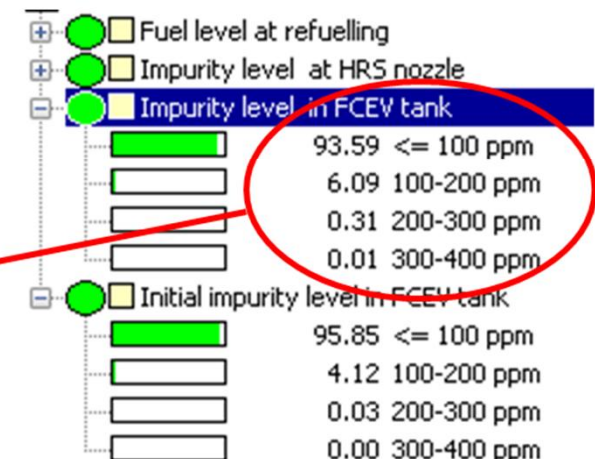 Fuel level at refuelling
Impurity level at HRS nozzle
Impurity level in FCEV tank
93.59 <= 100 ppm
6.09 100-200 ppm
0.31 200-300 ppm
0.01 300-400 ppm
Initial impurity level in FCEV tank
95.85 <= 100 ppm
4.12 100-200 ppm
0.03 200-300 ppm
0.00 300-400 ppm